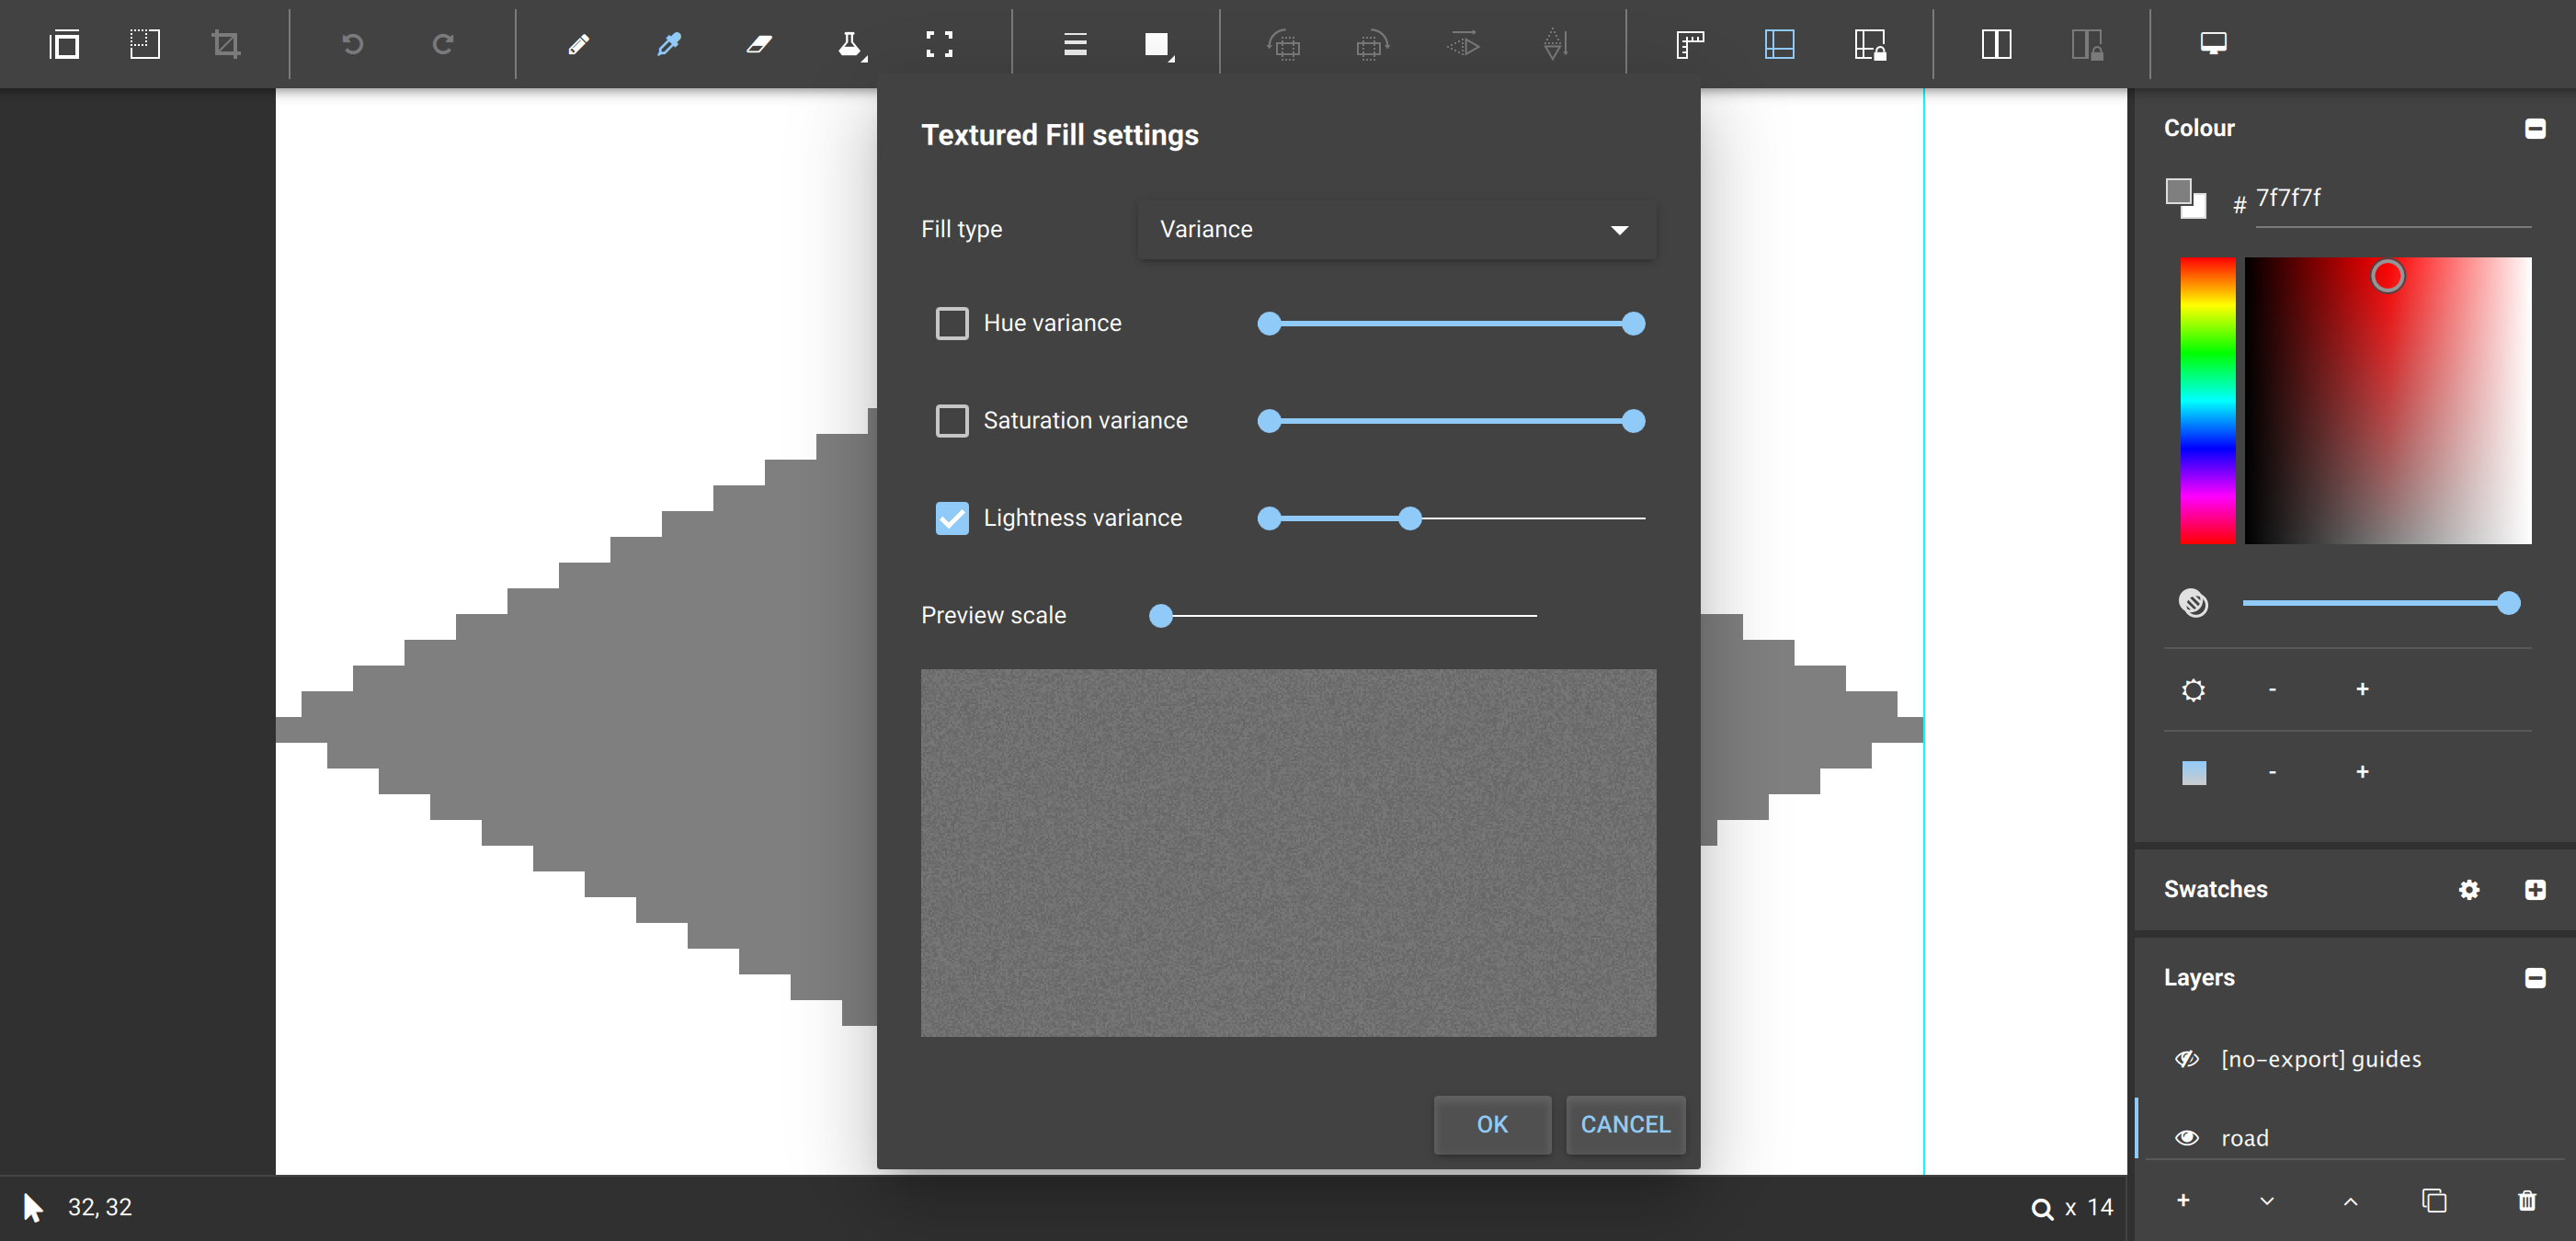 Textured Fill settings
Fill type
Variance
Hue variance
Saturation variance
Lightness variance
Preview scale
OK
CANCEL
Colour
# 7f7f7f
- +
- +
Swatches
Layers
[no-export] guides
road
32, 32
x 14